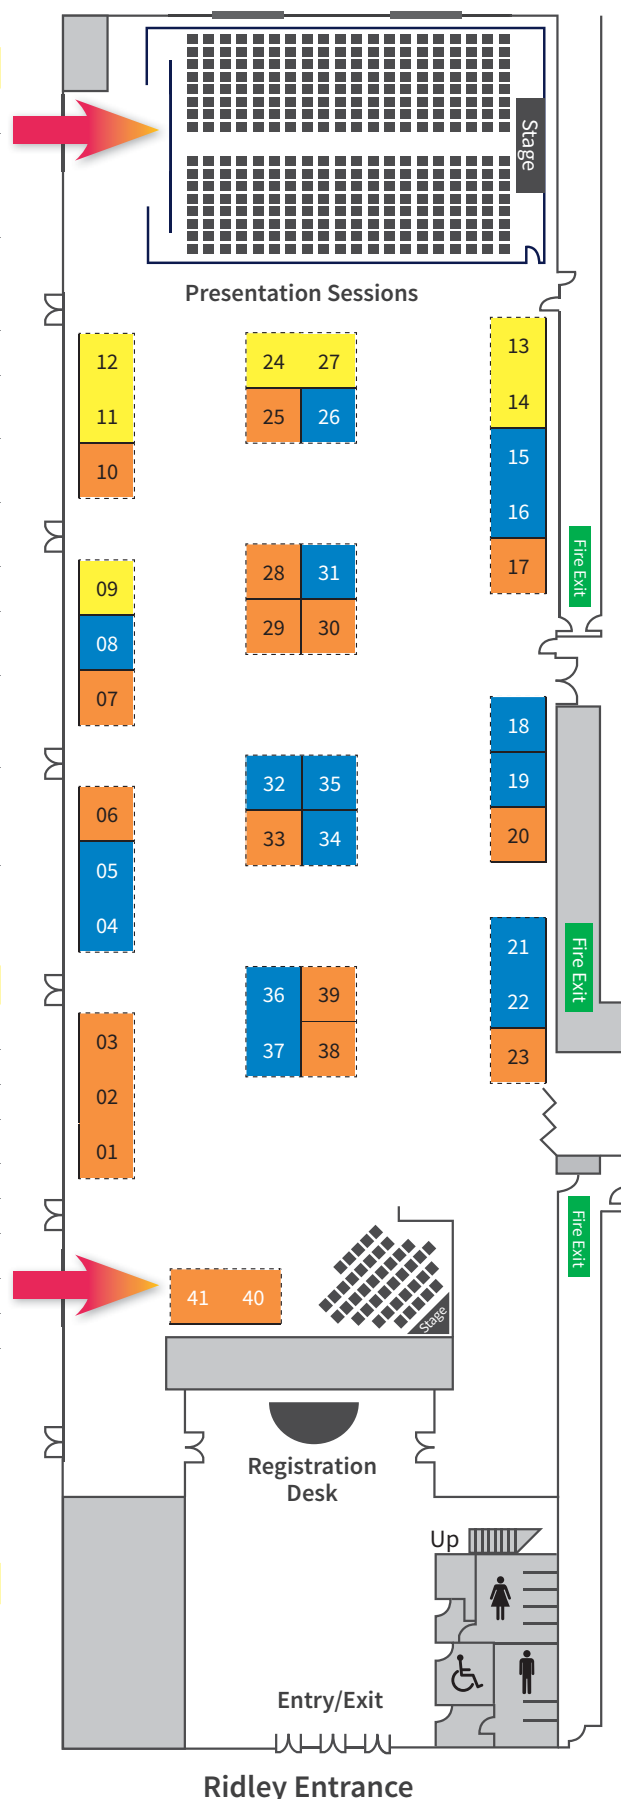 Stage
Presentation Sessions
12
11
10
24 27
25 26
13
14
15
16
17
Fire Exit
09
08
07
28 31
29 30
18
19
20
06
05
04
32 35
33 34
21
22
23
Fire Exit
03
02
01
36 39
37 38
Fire Exit
41 40
Stage
Registration
Desk
Up
Entry/Exit
Ridley Entrance